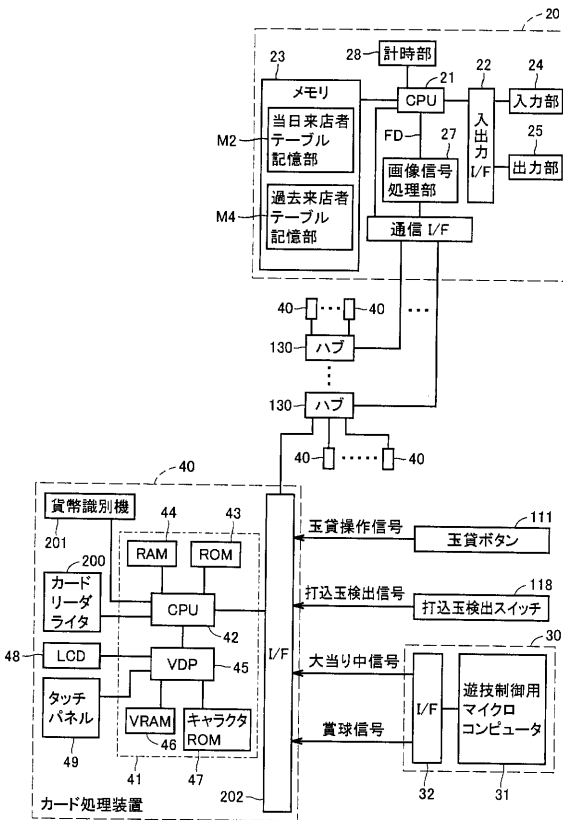 20
28
計時部
23
メモリ
21
CPU
22
入出力
I/F
24
入力部
25
出力部
M2
当日来店者
テーブル
記憶部
M4
過去来店者
テーブル
記憶部
FD
27
画像信号
処理部
通信 I/F
40
40
130
ハブ
130
ハブ
40
40
40
貨幣識別機
201
44
RAM
43
ROM
200
カード
リーダ
ライタ
CPU
42
48
LCD
VDP
45
タッチ
パネル
49
VRAM
46
キャラクタ
ROM
47
41
カード処理装置
I/F
202
玉貸操作信号
111
玉貸ボタン
打込玉検出信号
118
打込玉検出スイッチ
大当り中信号
賞球信号
30
I/F
32
遊技制御用
マイクロ
コンピュータ
31